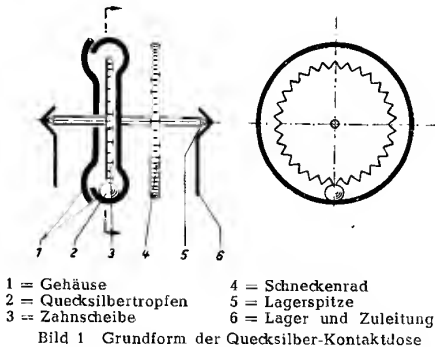 1 2 3 4 5 6
1 = Gehäuse
2 = Quecksilbertropfen
3 = Zahnscheibe
4 = Schneckenrad
5 = Lagerspitze
6 = Lager und Zuleitung
Bild 1 Grundform der Quecksilber-Kontaktdose